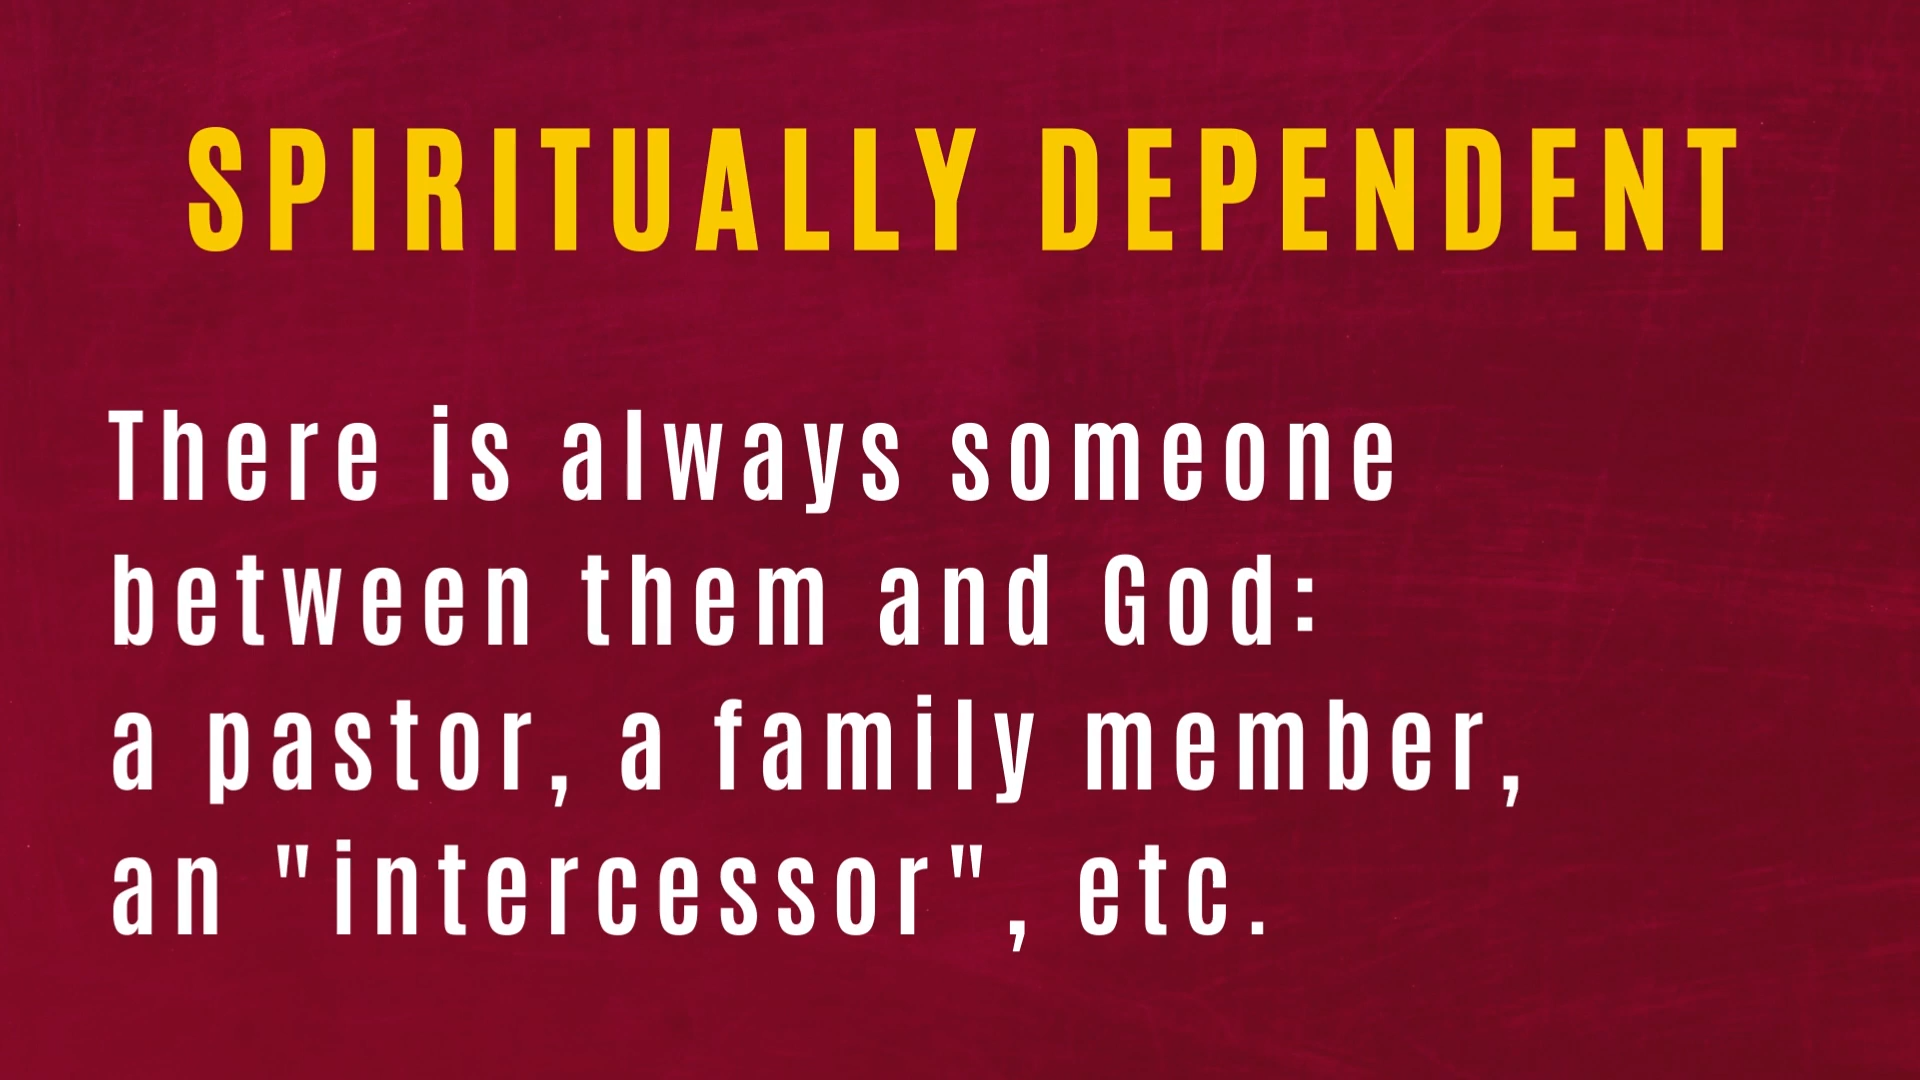 SPIRITUALLY DEPENDENT
There is always someone
between them and God:
a pastor, a family member,
an "intercessor", etc.